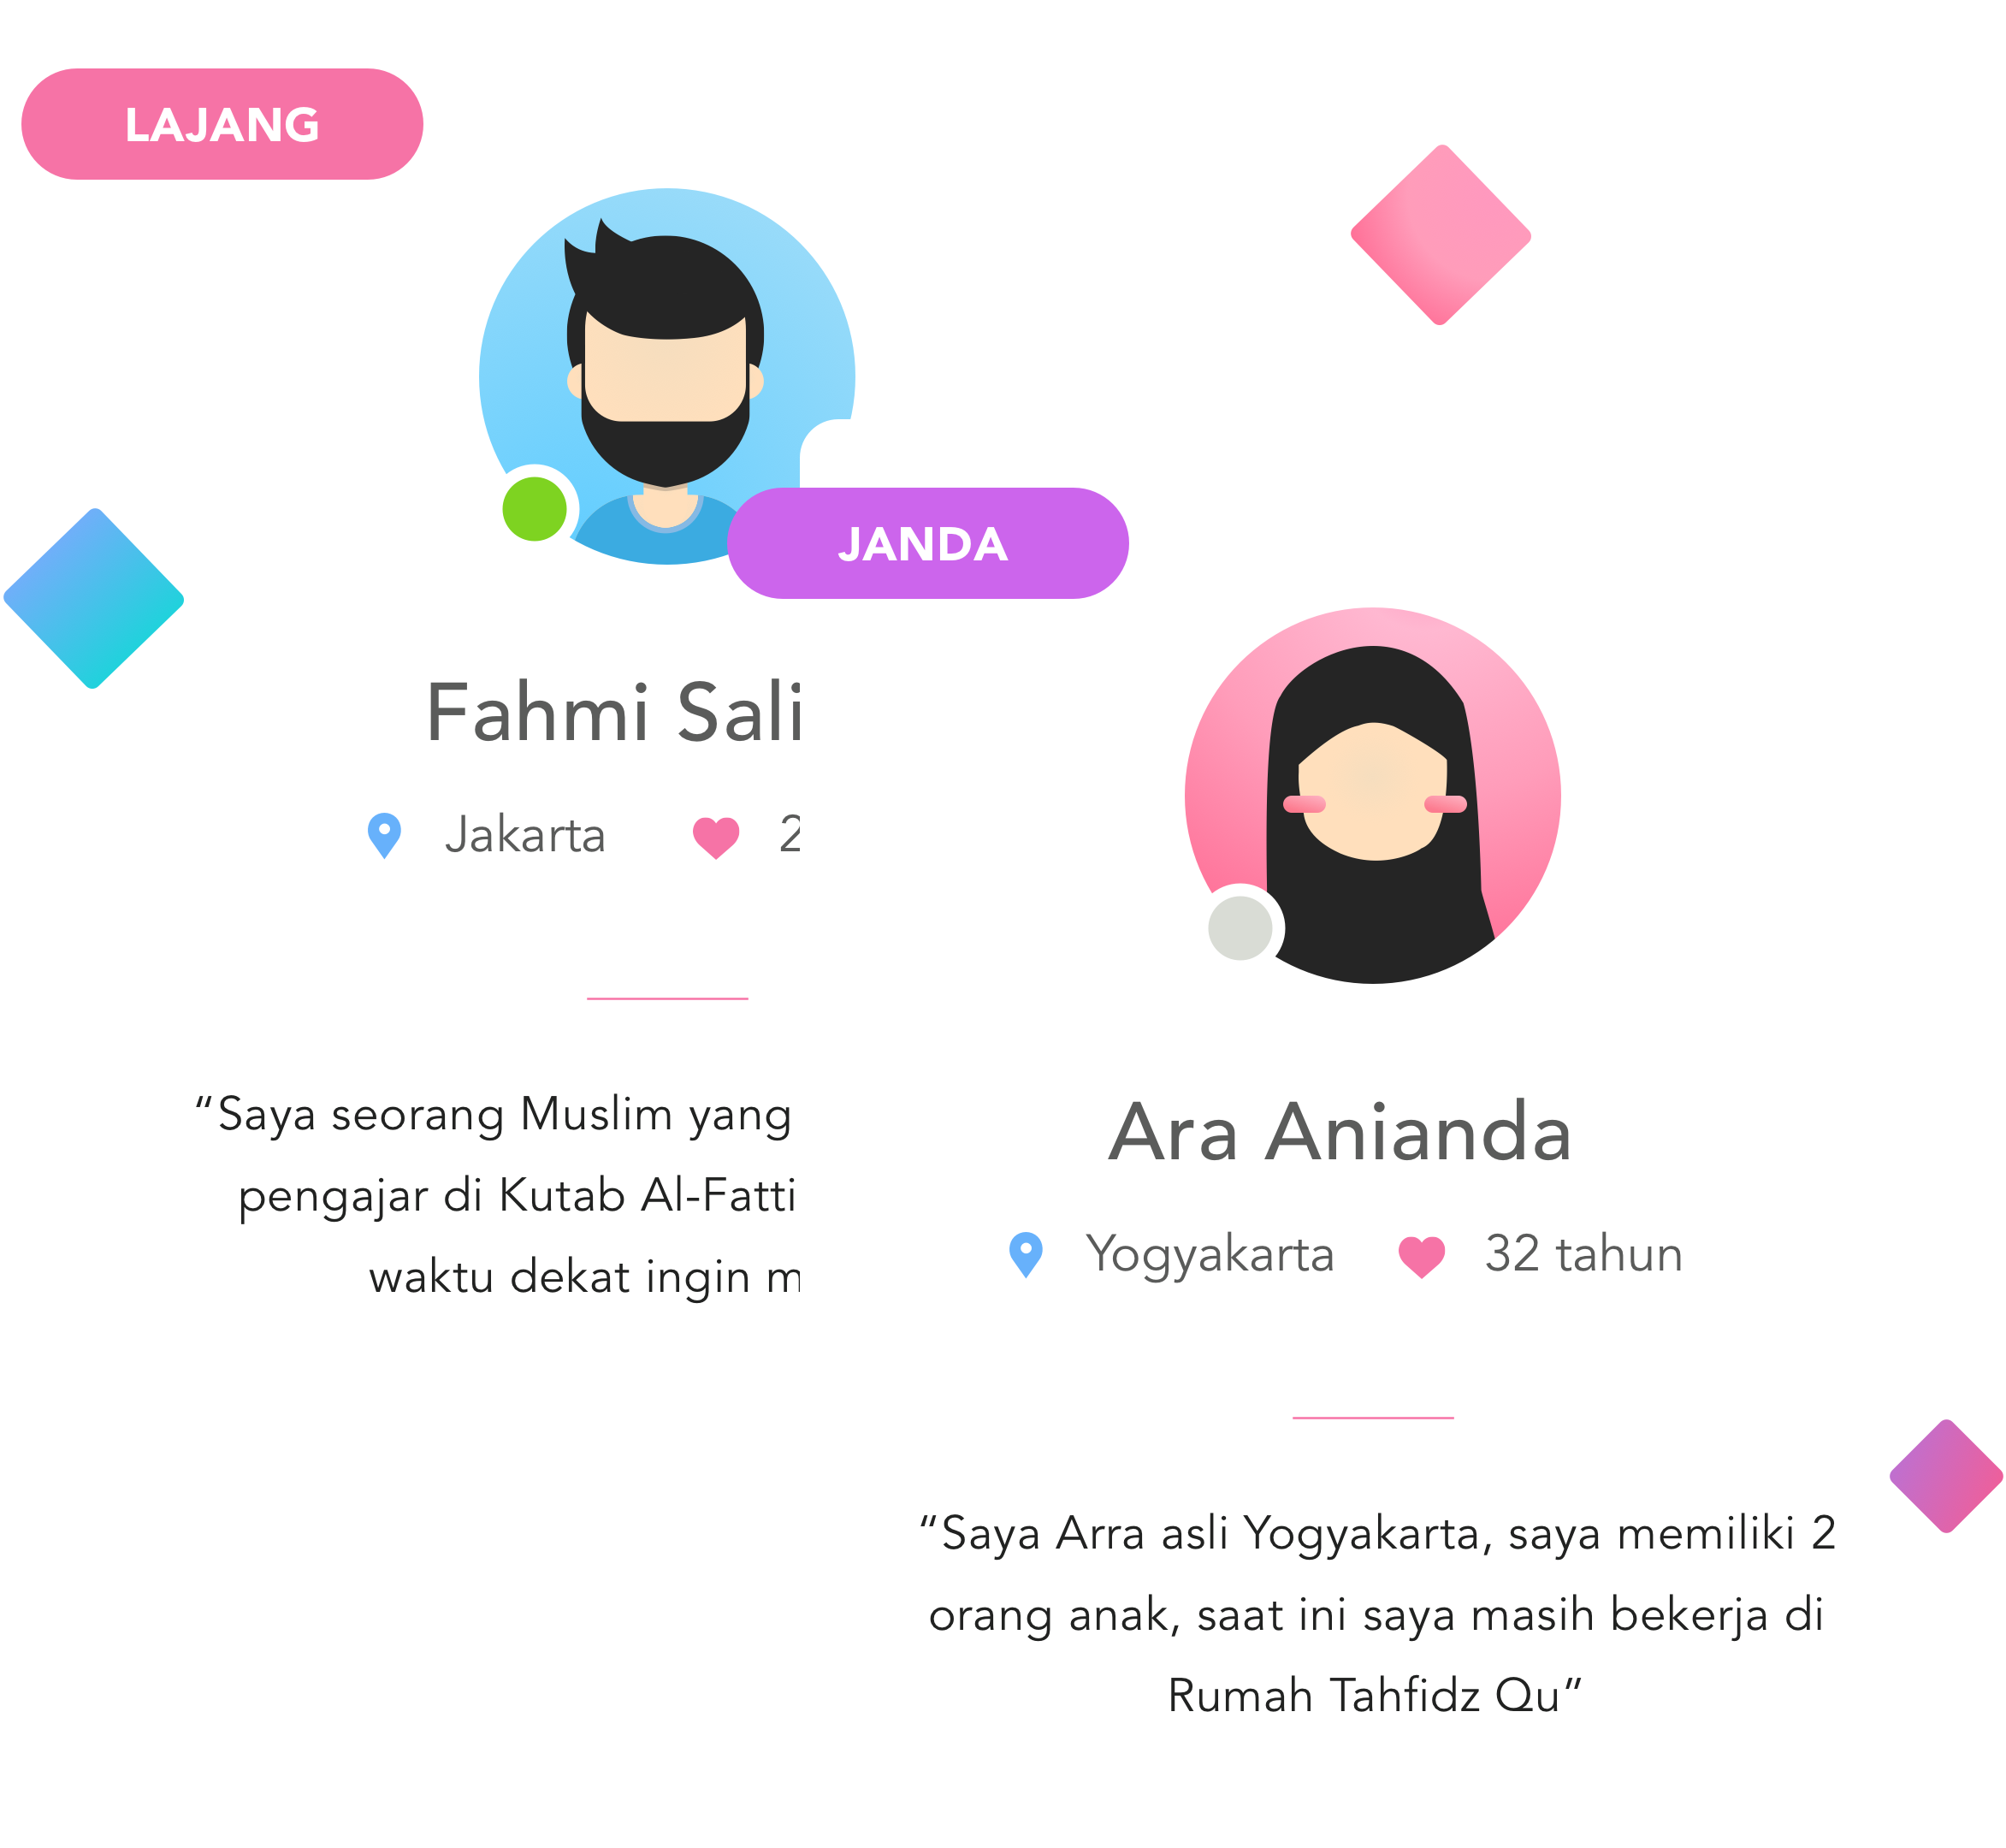 LAJANG
Fahmi Sali
Jakarta
2
“Saya seorang Muslim yang
pengajar di Kutab Al-Fatti
waktu dekat ingin m
JANDA
Ara Anianda
Yogyakarta
32 tahun
“Saya Arra asli Yogyakarta, saya memiliki 2
orang anak, saat ini saya masih bekerja di
Rumah Tahfidz Qu”